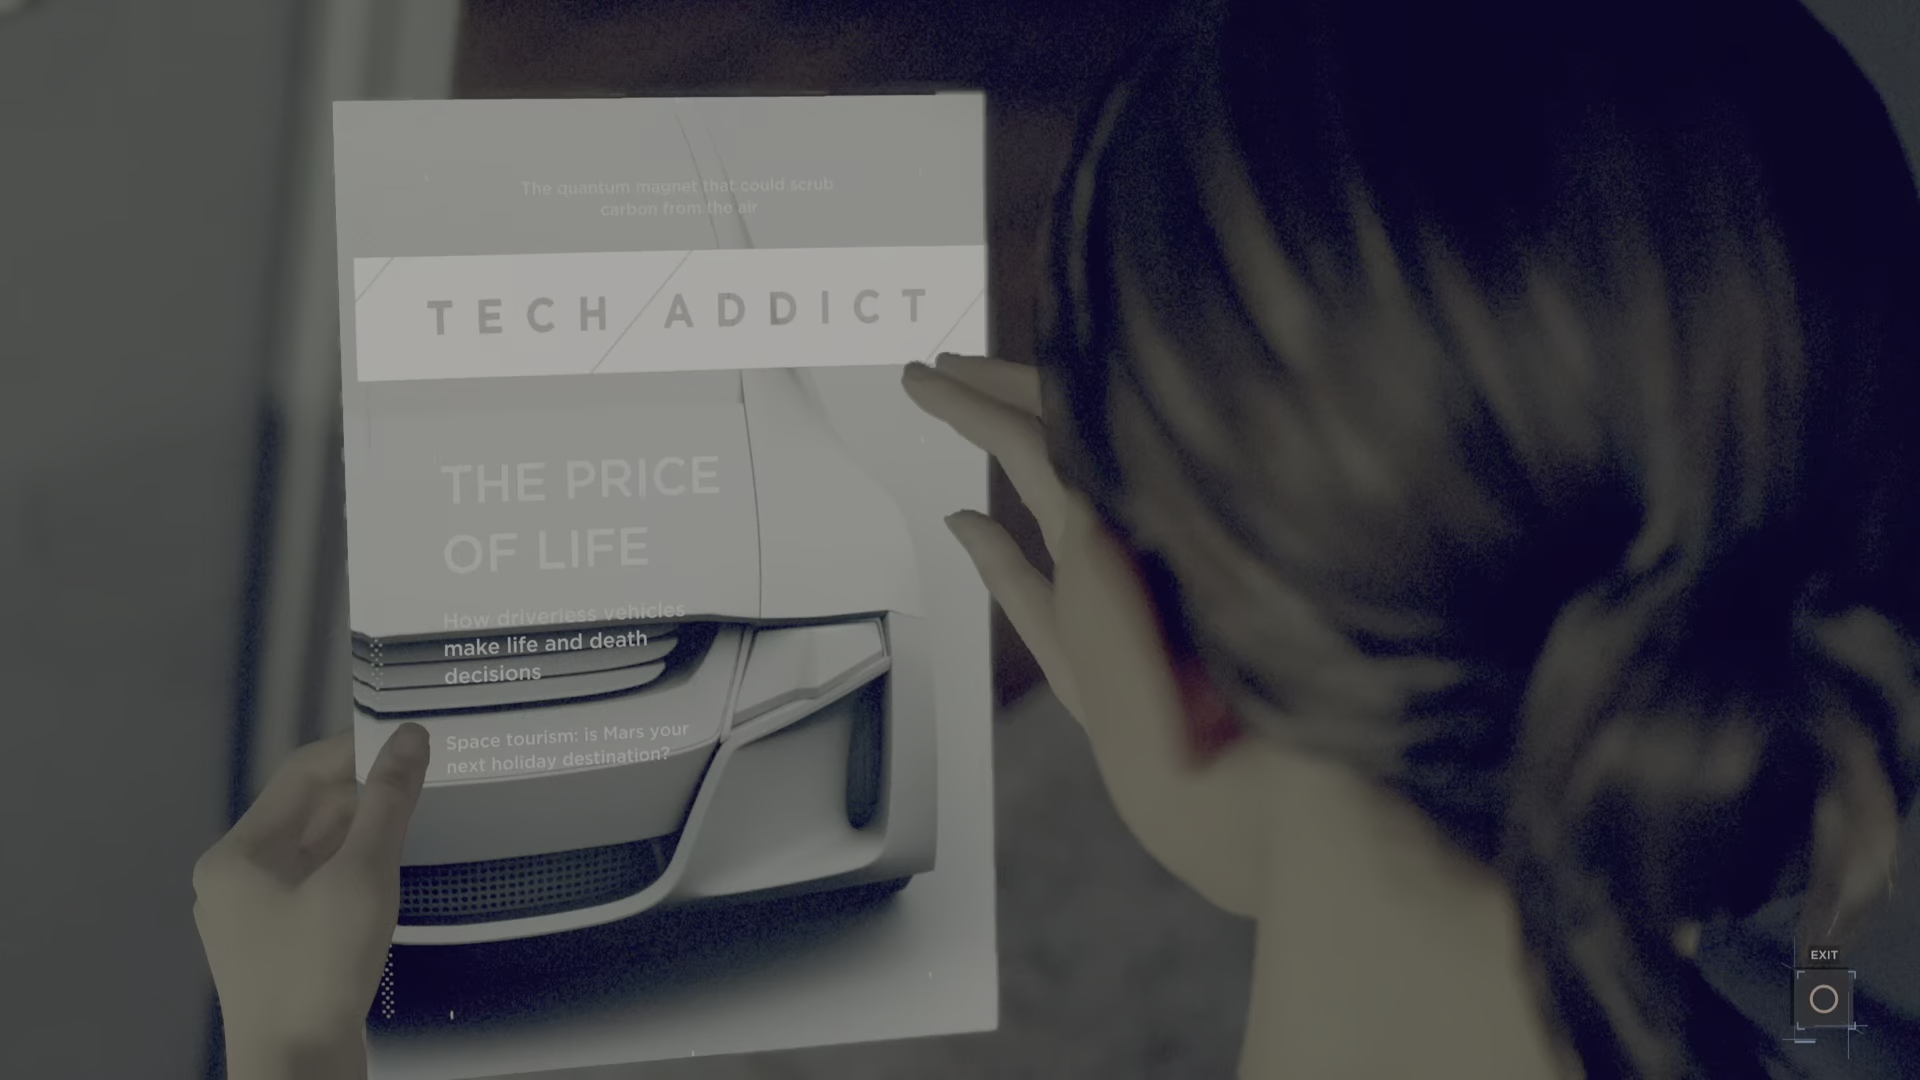 The quantum magnet that could scrub
carbon from the air
TECH ADDICT
THE PRICE
OF LIFE
How driverless vehicles
make life and death
decisions
Space tourism: is Mars your
next holiday destination?
EXIT